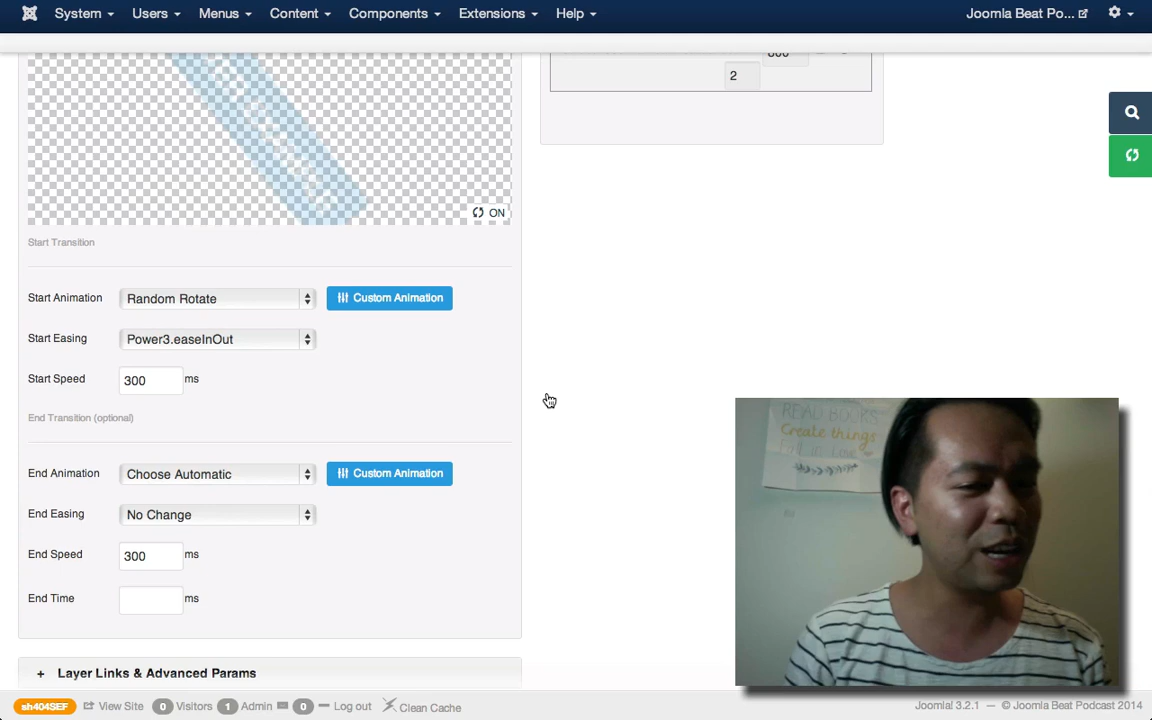 System Users Menus Content Components Extensions Help Joomla Beat Po...
2
ON
Start Transition
Start Animation Random Rotate Custom Animation
Start Easing Power3.easeInOut
Start Speed 300 ms
End Transition (optional)
End Animation Choose Automatic Custom Animation
End Easing No Change
End Speed 300 ms
End Time ms
+ Layer Links & Advanced Params
READ BOOKS
Create things
Fall in Love
sh404SEF View Site 0 Visitors 1 Admin 0 Log out Clean Cache Joomla! 3.2.1 — © Joomla Beat Podcast 2014